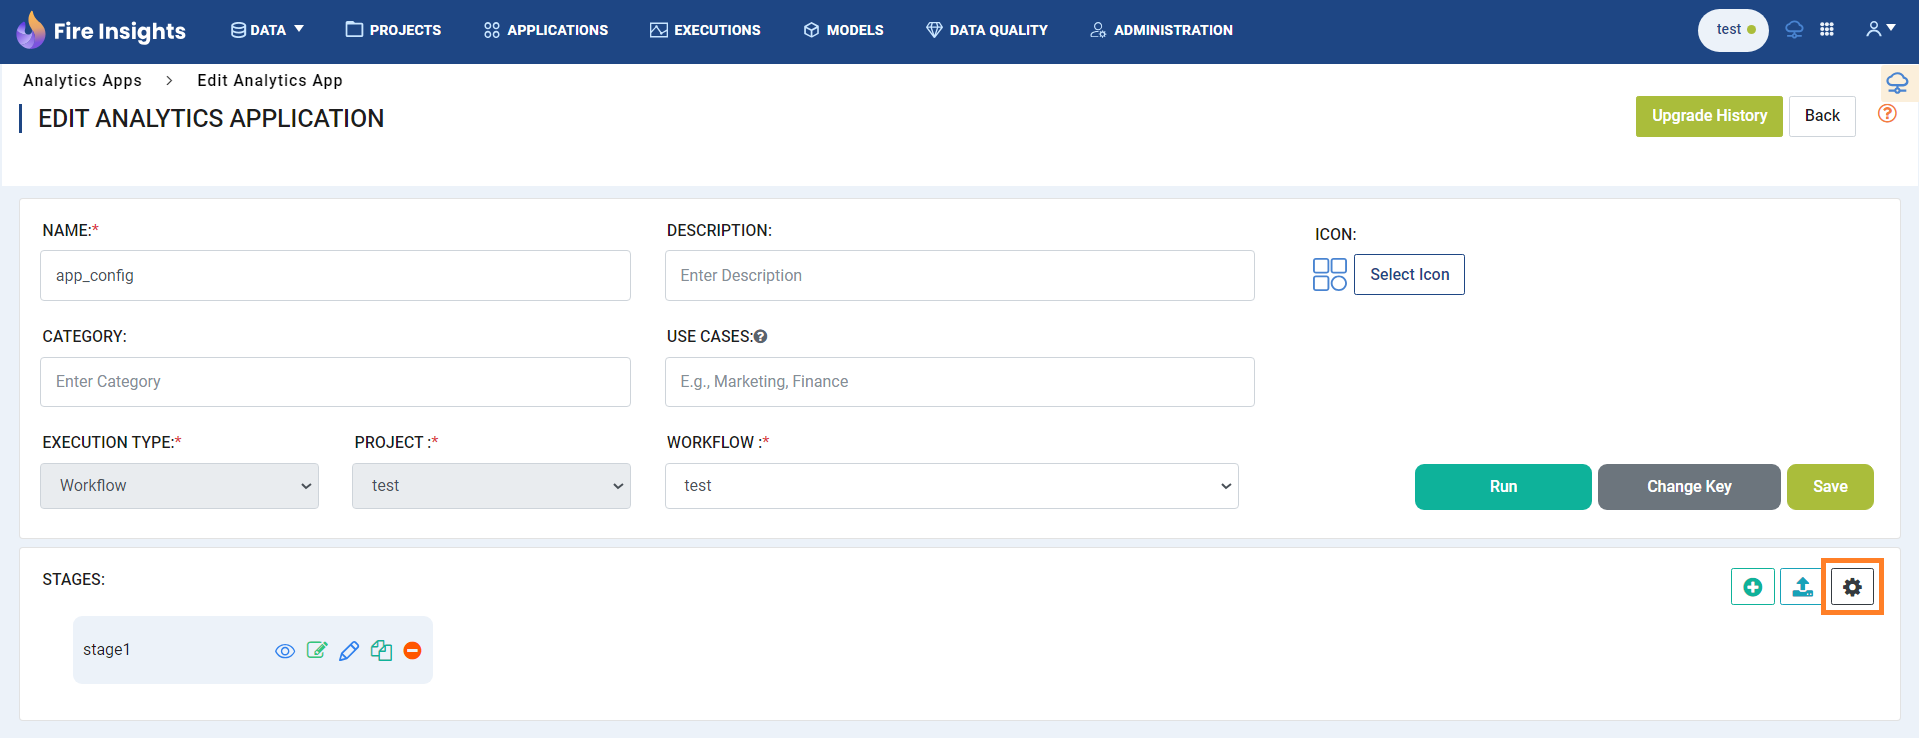 Fire Insights DATA PROJECTS APPLICATIONS EXECUTIONS MODELS DATA QUALITY ADMINISTRATION test
Analytics Apps > Edit Analytics App
EDIT ANALYTICS APPLICATION Upgrade History Back
NAME:* DESCRIPTION: ICON:
app_config Enter Description Select Icon
CATEGORY: USE CASES:
Enter Category E.g., Marketing, Finance
EXECUTION TYPE:* PROJECT :* WORKFLOW :*
Workflow test test Run Change Key Save
STAGES:
stage1